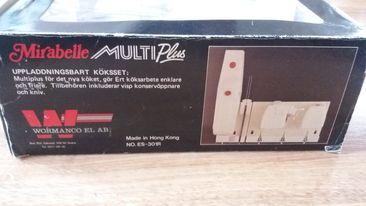 Mirabelle MULTI Plus
UPPLADDNINGSBART KÖKSSET:
Multiplus för det nya köket, gör Ert köksarbete enklare
och friare. Tillbehören inkluderar visp konservöppnare
och kniv.
WORMANCO EL AB.
Made in Hong Kong
NO. ES-301R